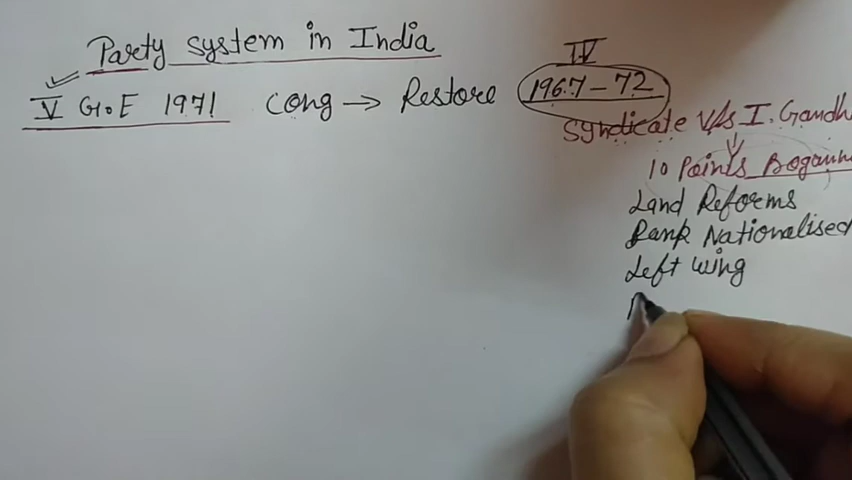 Party system in India
IV
V G.E 1971 Cong → Restore 1967-72
Syndicate V/s I. Gandh
10 Points
Land Reforms
Bank Nationalised
Left wing